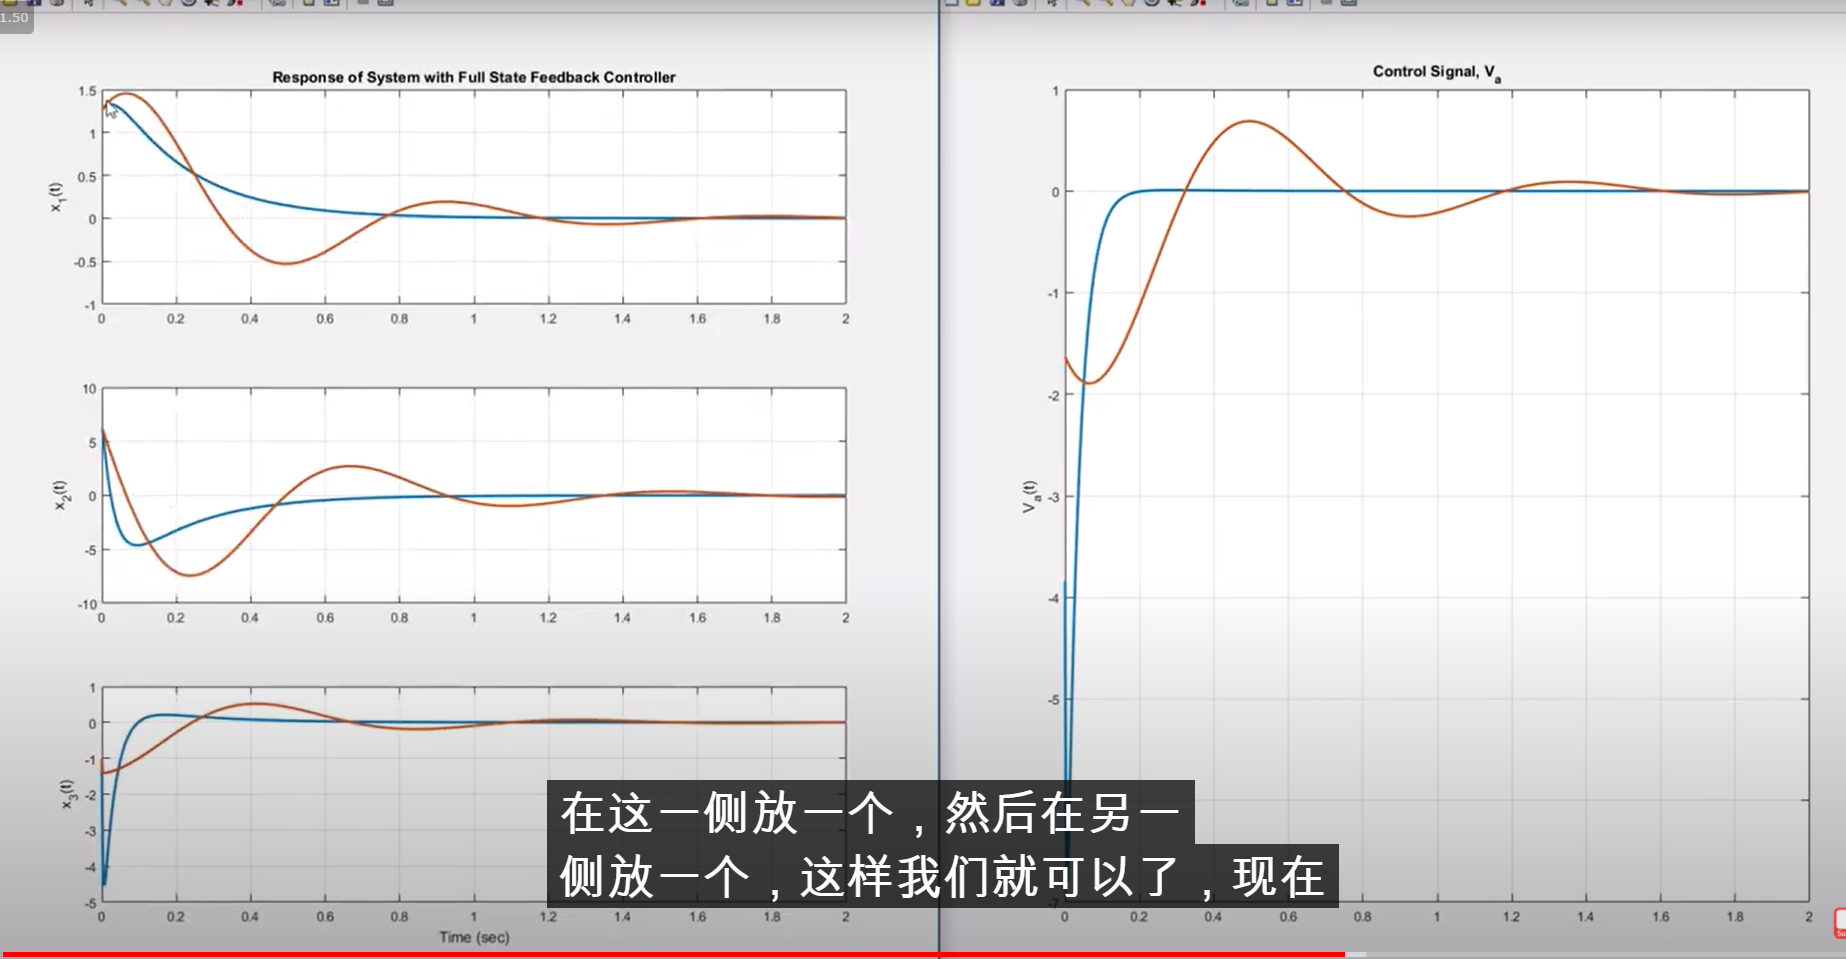 1.50
Response of System with Full State Feedback Controller
1.5
1
0.5
0
-0.5
-1
x1(t)
0 0.2 0.4 0.6 0.8 1 1.2 1.4 1.6 1.8 2
10
5
0
-5
-10
x2(t)
0 0.2 0.4 0.6 0.8 1 1.2 1.4 1.6 1.8 2
1
0
-1
-2
-3
-4
-5
x3(t)
0 0.2 0.4 0.6 0.8 1 1.2 1.4 1.6 1.8 2
Time (sec)
Control Signal, Va
1
0
-1
-2
-3
-4
-5
-7
Va(t)
0 0.2 0.4 0.6 0.8 1 1.2 1.4 1.6 1.8 2
在这一侧放一个，然后在另一
侧放一个，这样我们就可以了，现在